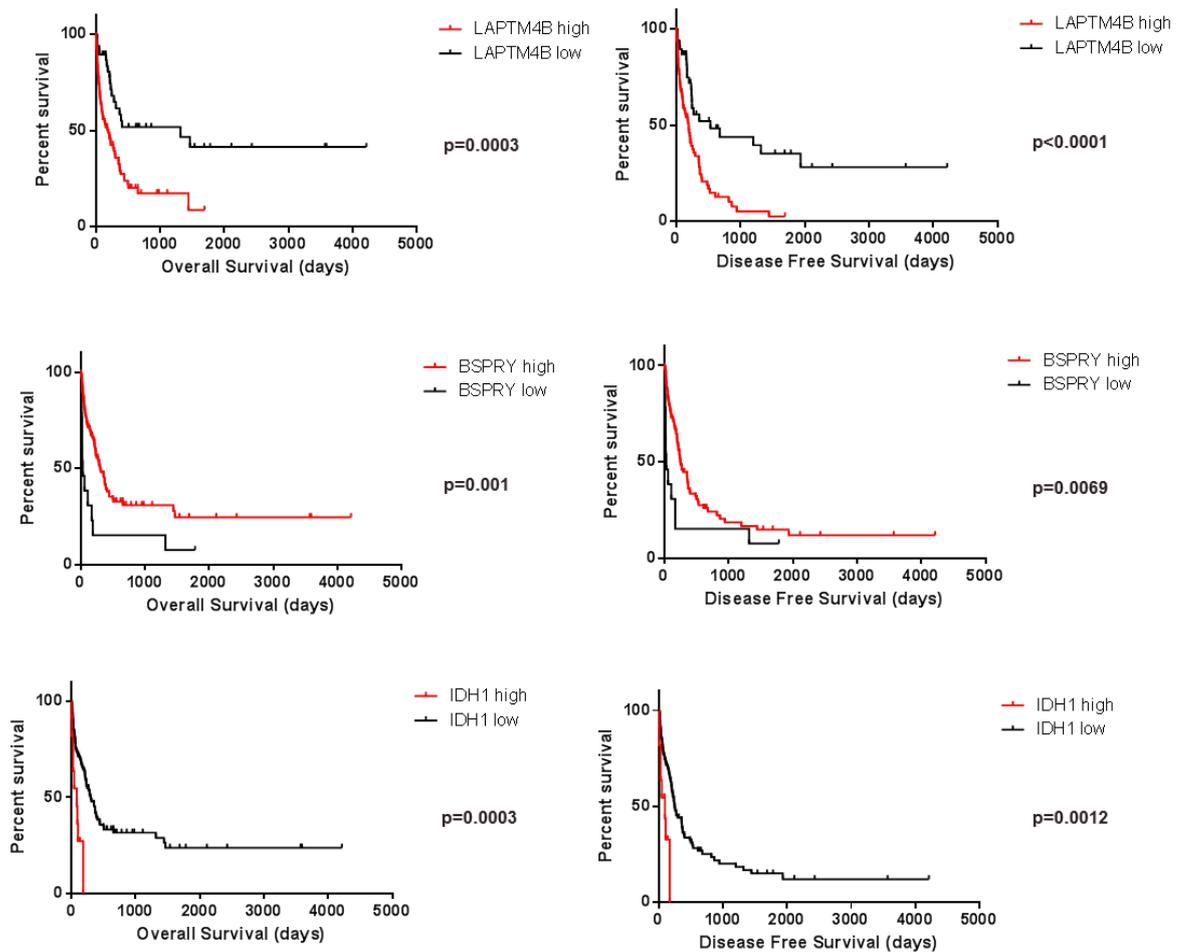 LAPTM4B high
LAPTM4B low
100
50
0
Percent survival
p=0.0003
0 1000 2000 3000 4000 5000
Overall Survival (days)
LAPTM4B high
LAPTM4B low
100
50
0
Percent survival
p<0.0001
0 1000 2000 3000 4000 5000
Disease Free Survival (days)
BSPRY high
BSPRY low
100
50
0
Percent survival
p=0.001
0 1000 2000 3000 4000 5000
Overall Survival (days)
BSPRY high
BSPRY low
100
50
0
Percent survival
p=0.0069
0 1000 2000 3000 4000 5000
Disease Free Survival (days)
IDH1 high
IDH1 low
100
50
0
Percent survival
p=0.0003
0 1000 2000 3000 4000 5000
Overall Survival (days)
IDH1 high
IDH1 low
100
50
0
Percent survival
p=0.0012
0 1000 2000 3000 4000 5000
Disease Free Survival (days)